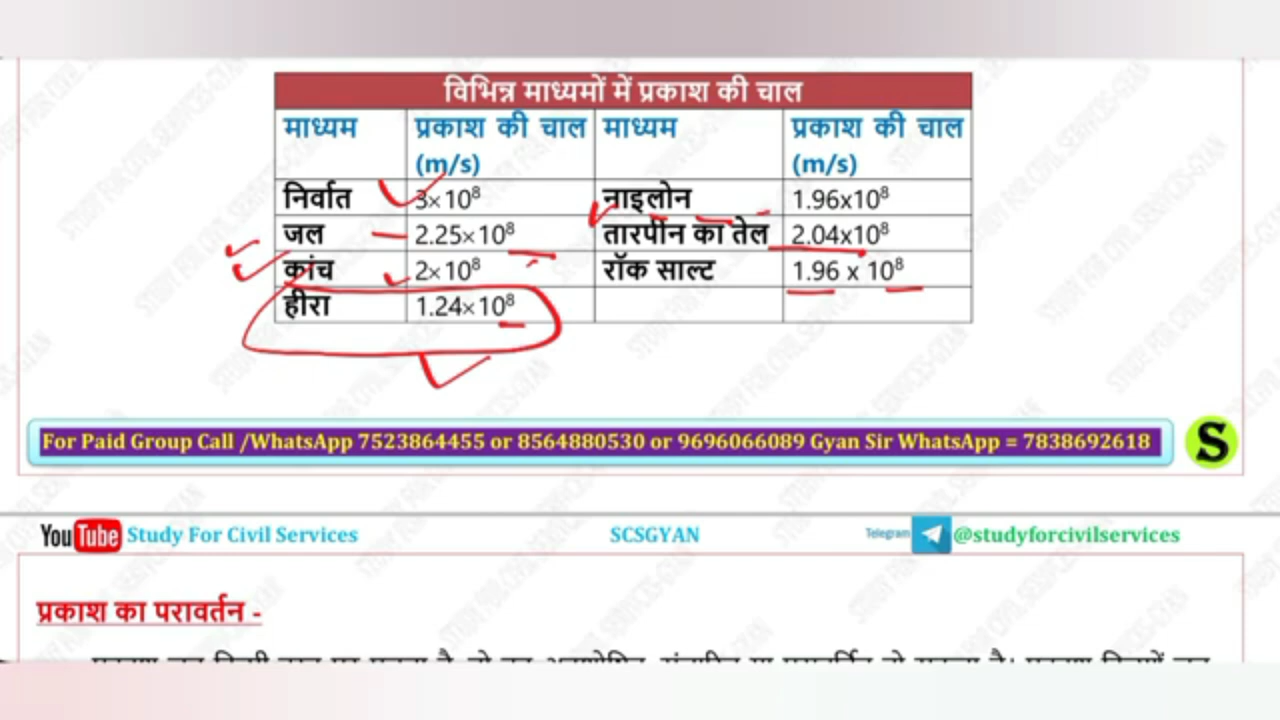 विभिन्न माध्यमों में प्रकाश की चाल
माध्यम प्रकाश की चाल (m/s) माध्यम प्रकाश की चाल (m/s)
निर्वात 3×10⁸ नाइलोन 1.96x10⁸
जल 2.25×10⁸ तारपीन का तेल 2.04x10⁸
कांच 2×10⁸ रॉक साल्ट 1.96 x 10⁸
हीरा 1.24×10⁸
For Paid Group Call /WhatsApp 7523864455 or 8564880530 or 9696066089 Gyan Sir WhatsApp = 7838692618 S
YouTube Study For Civil Services SCSGYAN Telegram @studyforcivilservices
प्रकाश का परावर्तन -